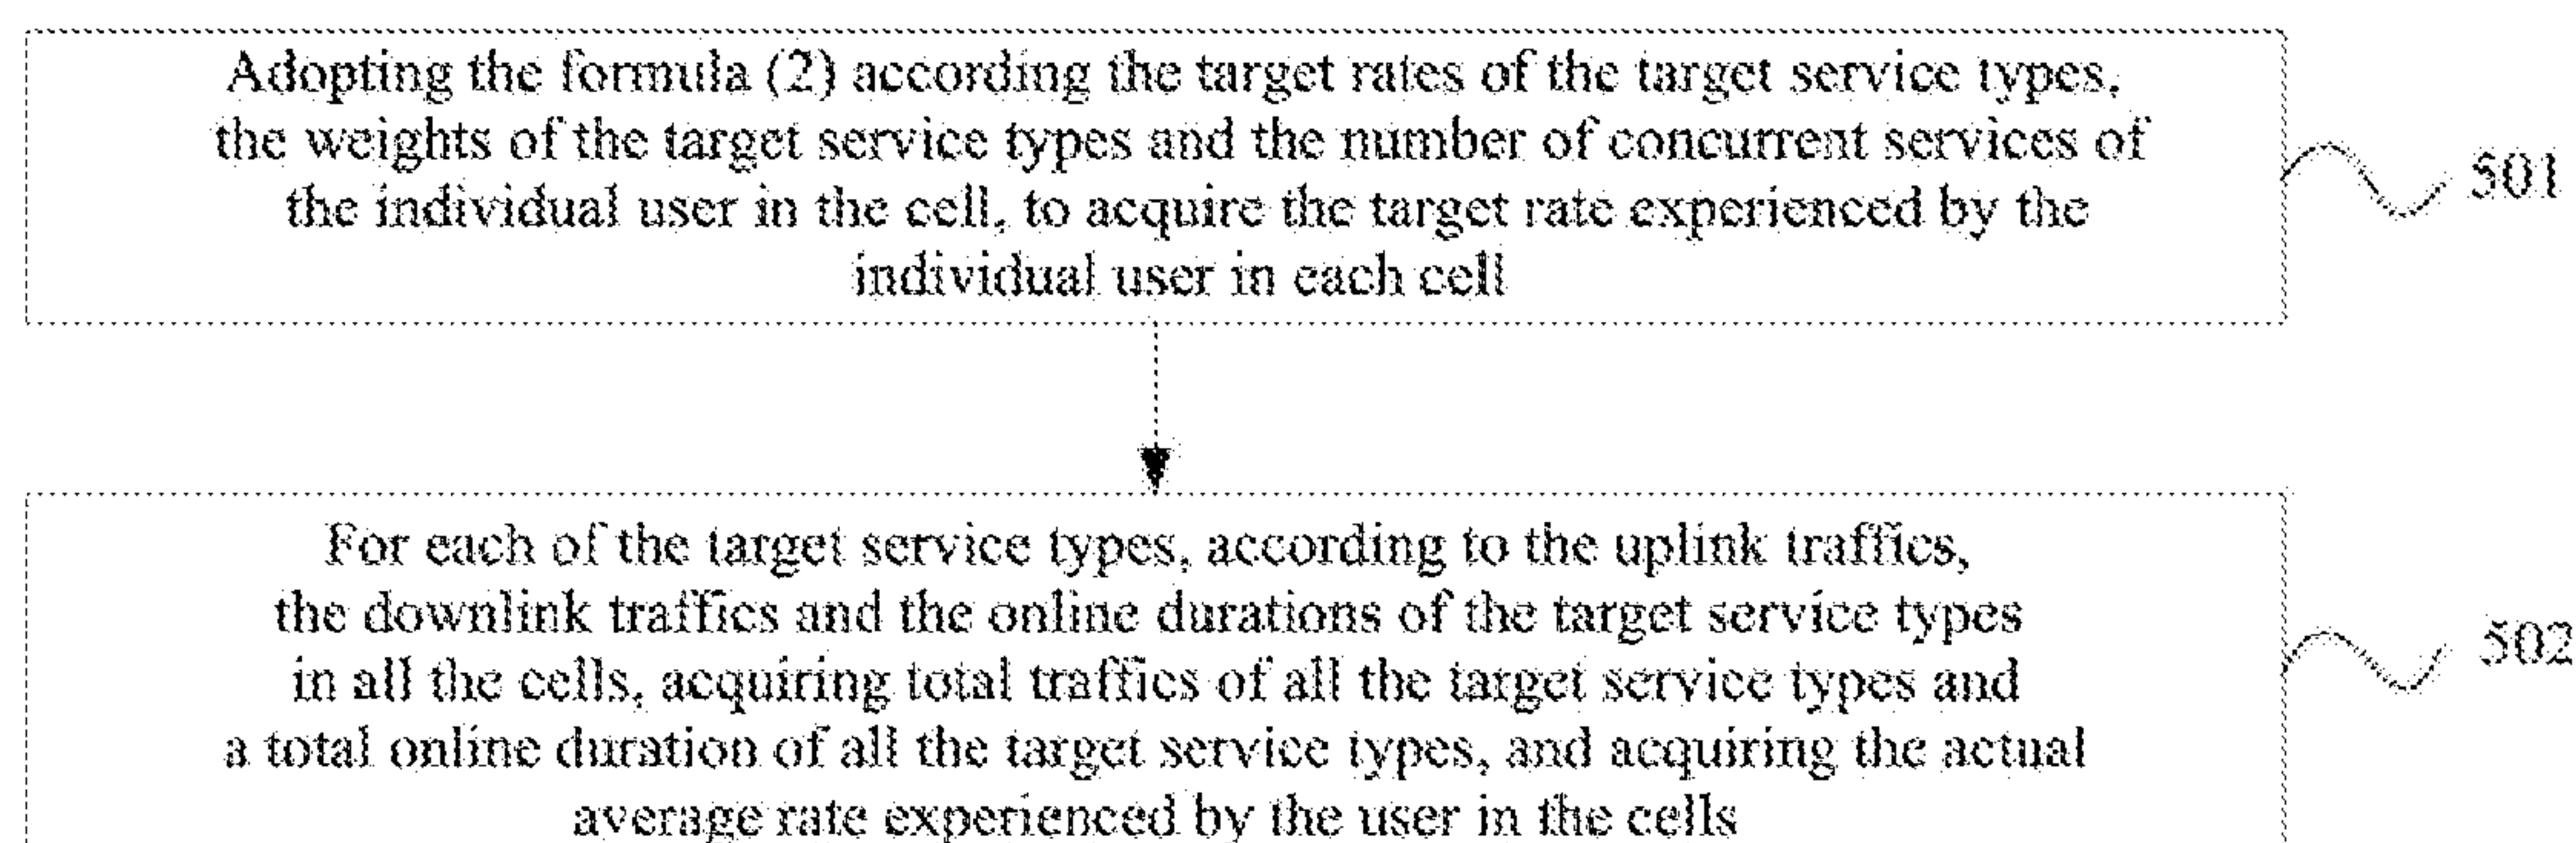 Adopting the formula (2) according the target rates of the target service types,
the weights of the target service types and the number of concurrent services of
the individual user in the cell, to acquire the target rate experienced by the
individual user in each cell
501
For each of the target service types, according to the uplink traffics,
the downlink traffics and the online durations of the target service types
in all the cells, acquiring total traffics of all the target service types and
a total online duration of all the target service types, and acquiring the actual
average rate experienced by the user in the cells
502